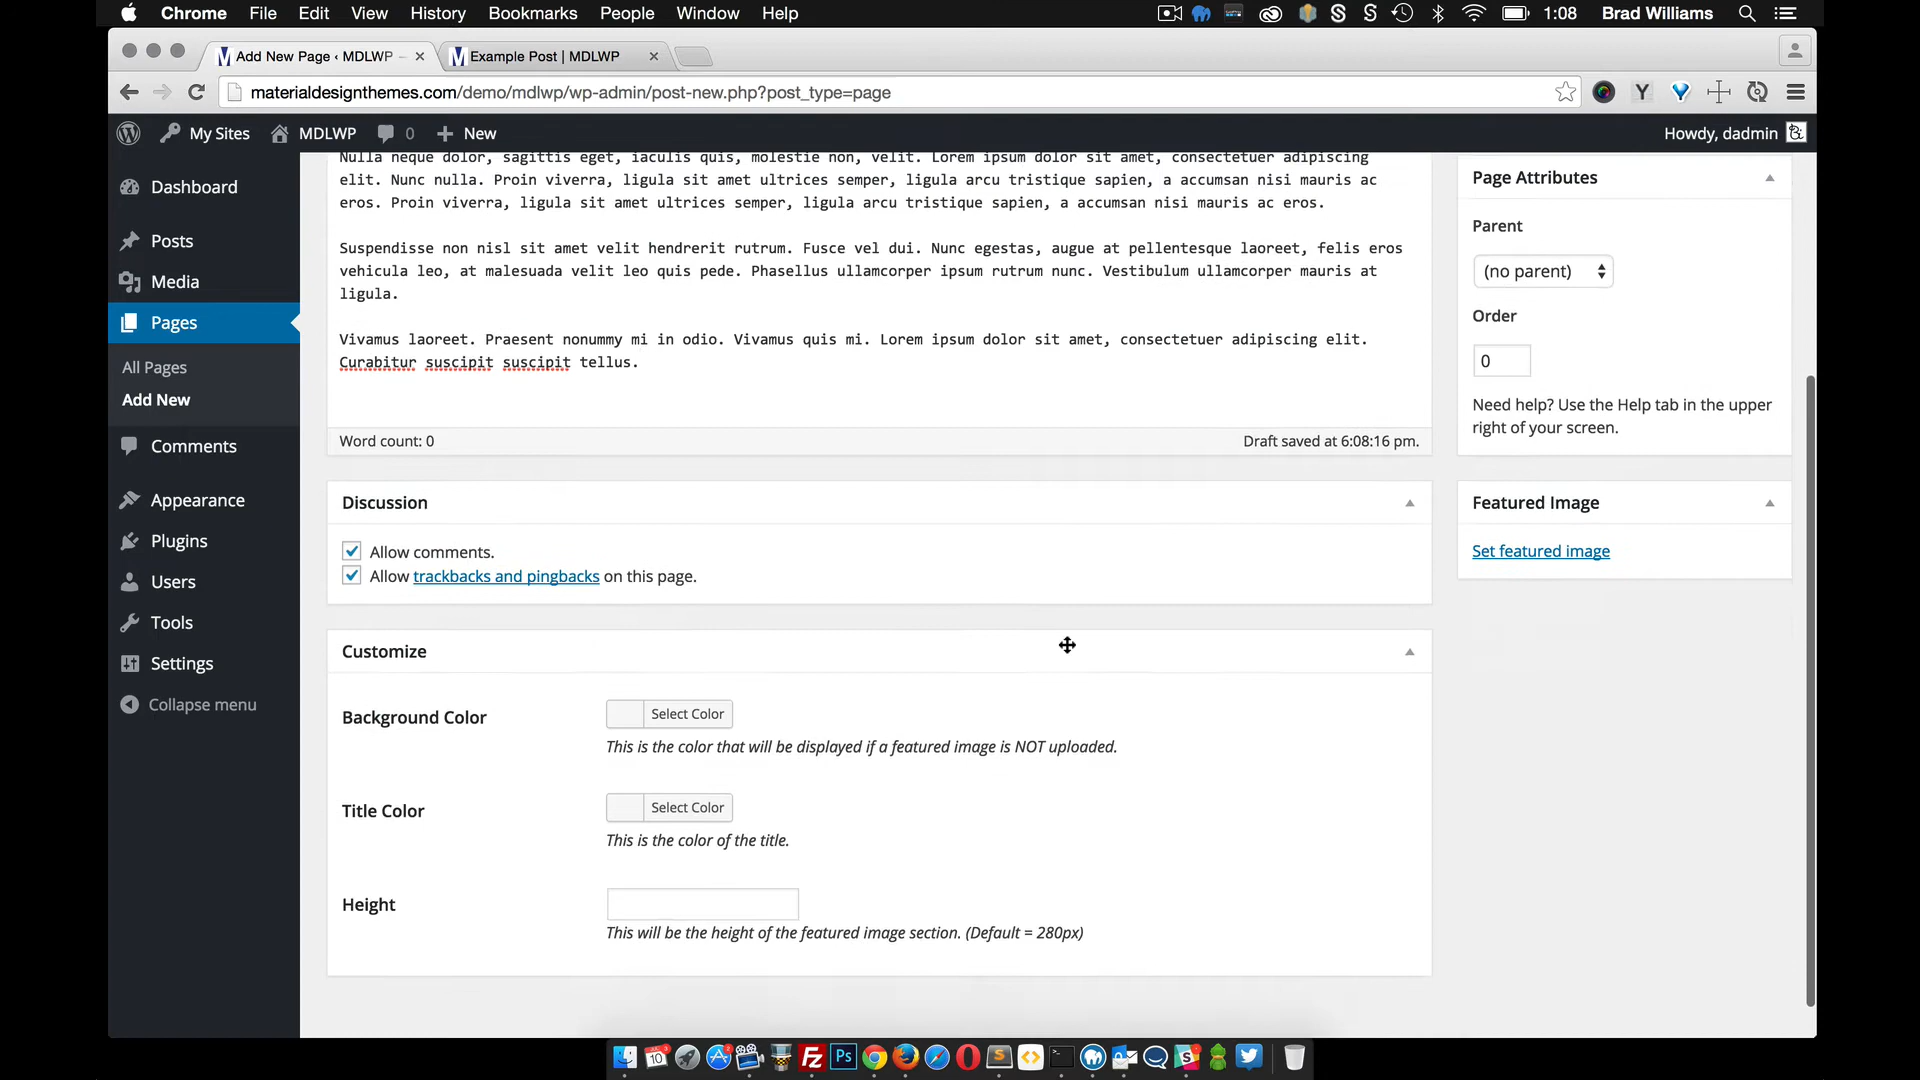 Chrome File Edit View History Bookmarks People Window Help 1:08 Brad Williams
Add New Page ‹ MDLWP – Example Post | MDLWP
materialdesignthemes.com/demo/mdlwp/wp-admin/post-new.php?post_type=page
My Sites MDLWP 0 + New Howdy, dadmin
Dashboard
Posts
Media
Pages
All Pages
Add New
Comments
Appearance
Plugins
Users
Tools
Settings
Collapse menu
Nulla neque dolor, sagittis eget, iaculis quis, molestie non, velit. Lorem ipsum dolor sit amet, consectetuer adipiscing
elit. Nunc nulla. Proin viverra, ligula sit amet ultrices semper, ligula arcu tristique sapien, a accumsan nisi mauris ac
eros. Proin viverra, ligula sit amet ultrices semper, ligula arcu tristique sapien, a accumsan nisi mauris ac eros.
Suspendisse non nisl sit amet velit hendrerit rutrum. Fusce vel dui. Nunc egestas, augue at pellentesque laoreet, felis eros
vehicula leo, at malesuada velit leo quis pede. Phasellus ullamcorper ipsum rutrum nunc. Vestibulum ullamcorper mauris at
ligula.
Vivamus laoreet. Praesent nonummy mi in odio. Vivamus quis mi. Lorem ipsum dolor sit amet, consectetuer adipiscing elit.
Curabitur suscipit suscipit tellus.
Word count: 0 Draft saved at 6:08:16 pm.
Discussion
Allow comments.
Allow trackbacks and pingbacks on this page.
Customize
Background Color Select Color
This is the color that will be displayed if a featured image is NOT uploaded.
Title Color Select Color
This is the color of the title.
Height
This will be the height of the featured image section. (Default = 280px)
Page Attributes
Parent
(no parent)
Order
0
Need help? Use the Help tab in the upper
right of your screen.
Featured Image
Set featured image
10 Fz Ps